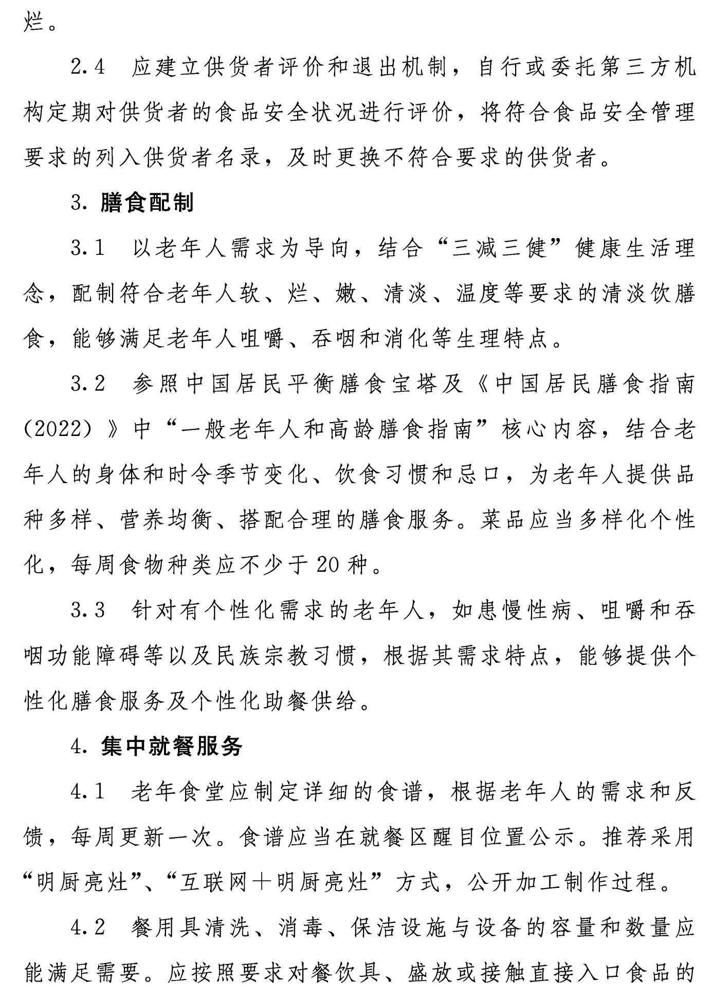 烂。
2.4 应建立供货者评价和退出机制，自行或委托第三方机
构定期对供货者的食品安全状况进行评价，将符合食品安全管理
要求的列入供货者名录，及时更换不符合要求的供货者。
3. 膳食配制
3.1 以老年人需求为导向，结合“三减三健”健康生活理
念，配制符合老年人软、烂、嫩、清淡、温度等要求的清淡饮膳
食，能够满足老年人咀嚼、吞咽和消化等生理特点。
3.2 参照中国居民平衡膳食宝塔及《中国居民膳食指南
（2022）》中“一般老年人和高龄膳食指南”核心内容，结合老
年人的身体和时令季节变化、饮食习惯和忌口，为老年人提供品
种多样、营养均衡、搭配合理的膳食服务。菜品应当多样化个性
化，每周食物种类应不少于 20 种。
3.3 针对有个性化需求的老年人，如患慢性病、咀嚼和吞
咽功能障碍等以及民族宗教习惯，根据其需求特点，能够提供个
性化膳食服务及个性化助餐供给。
4. 集中就餐服务
4.1 老年食堂应制定详细的食谱，根据老年人的需求和反
馈，每周更新一次。食谱应当在就餐区醒目位置公示。推荐采用
“明厨亮灶”、“互联网＋明厨亮灶”方式，公开加工制作过程。
4.2 餐用具清洗、消毒、保洁设施与设备的容量和数量应
能满足需要。应按照要求对餐饮具、盛放或接触直接入口食品的